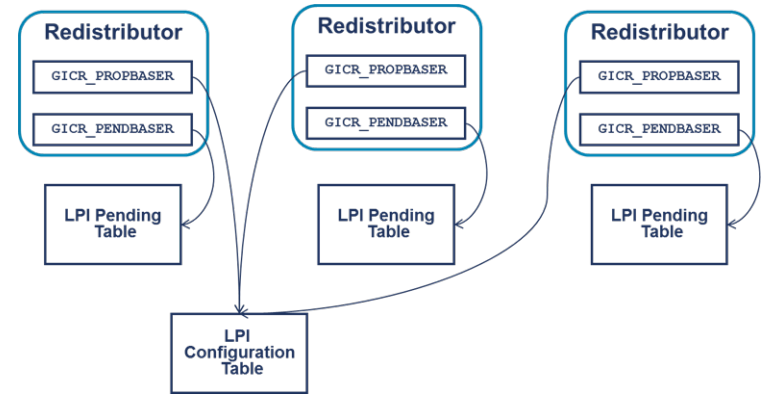 Redistributor
GICR_PROPBASER
GICR_PENDBASER
LPI Pending
Table
Redistributor
GICR_PROPBASER
GICR_PENDBASER
LPI Pending
Table
Redistributor
GICR_PROPBASER
GICR_PENDBASER
LPI Pending
Table
LPI
Configuration
Table